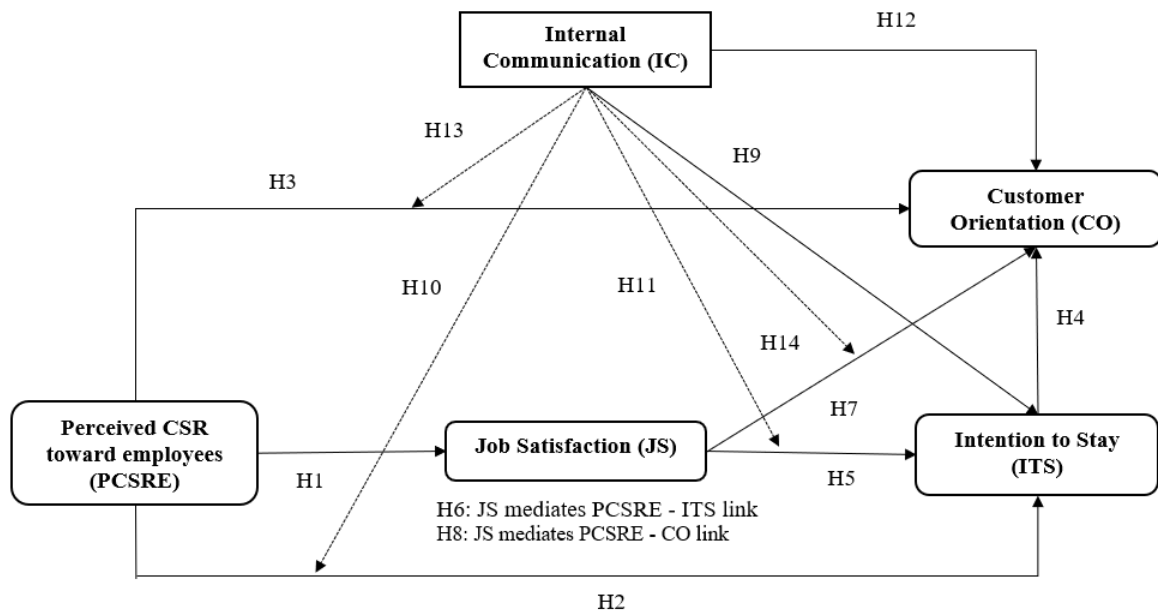 H12
Internal
Communication (IC)
H13
H9
H3
Customer
Orientation (CO)
H10
H11
H4
H14
H7
Perceived CSR
toward employees
(PCSRE)
Job Satisfaction (JS)
Intention to Stay
(ITS)
H1
H5
H6: JS mediates PCSRE - ITS link
H8: JS mediates PCSRE - CO link
H2